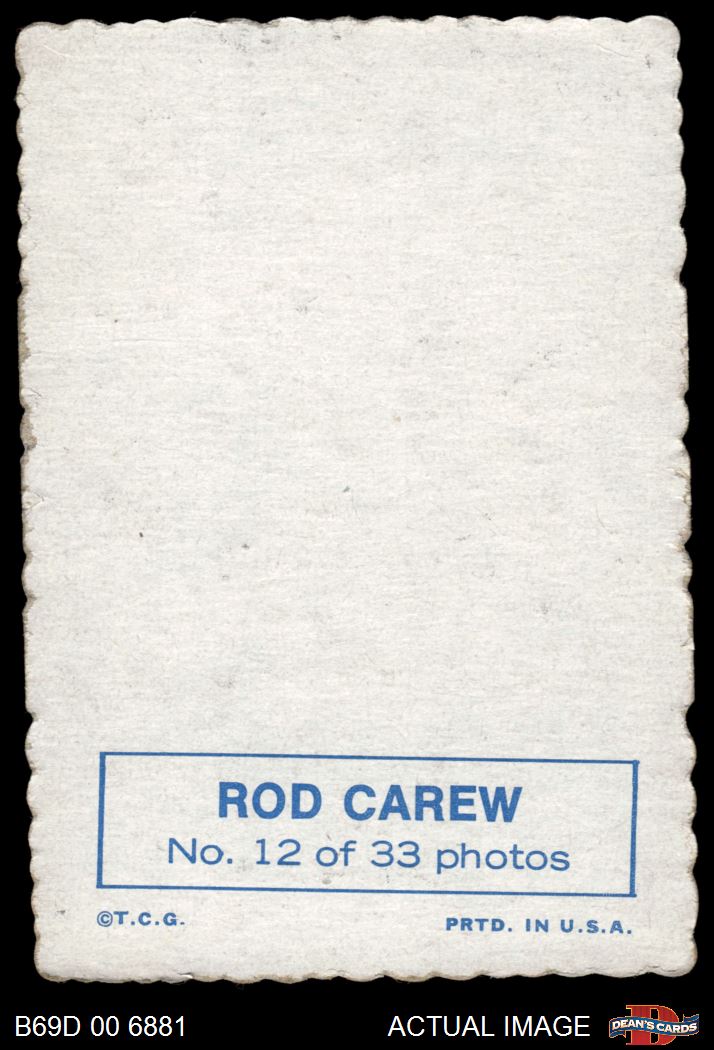 ROD CAREW
No. 12 of 33 photos
©T.C.G.
PRTD. IN U.S.A.
B69D 00 6881
ACTUAL IMAGE
DEAN'S CARDS